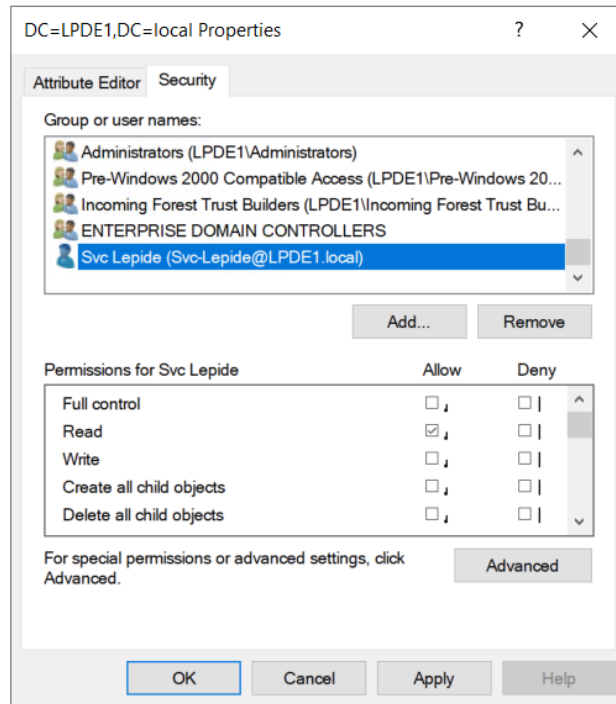 DC=LPDE1,DC=local Properties ?
Attribute Editor Security
Group or user names:
Administrators (LPDE1\Administrators)
Pre-Windows 2000 Compatible Access (LPDE1\Pre-Windows 20...
Incoming Forest Trust Builders (LPDE1\Incoming Forest Trust Bu...
ENTERPRISE DOMAIN CONTROLLERS
Svc Lepide (Svc-Lepide@LPDE1.local)
Add... Remove
Permissions for Svc Lepide Allow Deny
Full control
Read
Write
Create all child objects
Delete all child objects
For special permissions or advanced settings, click
Advanced.
Advanced
OK Cancel Apply Help